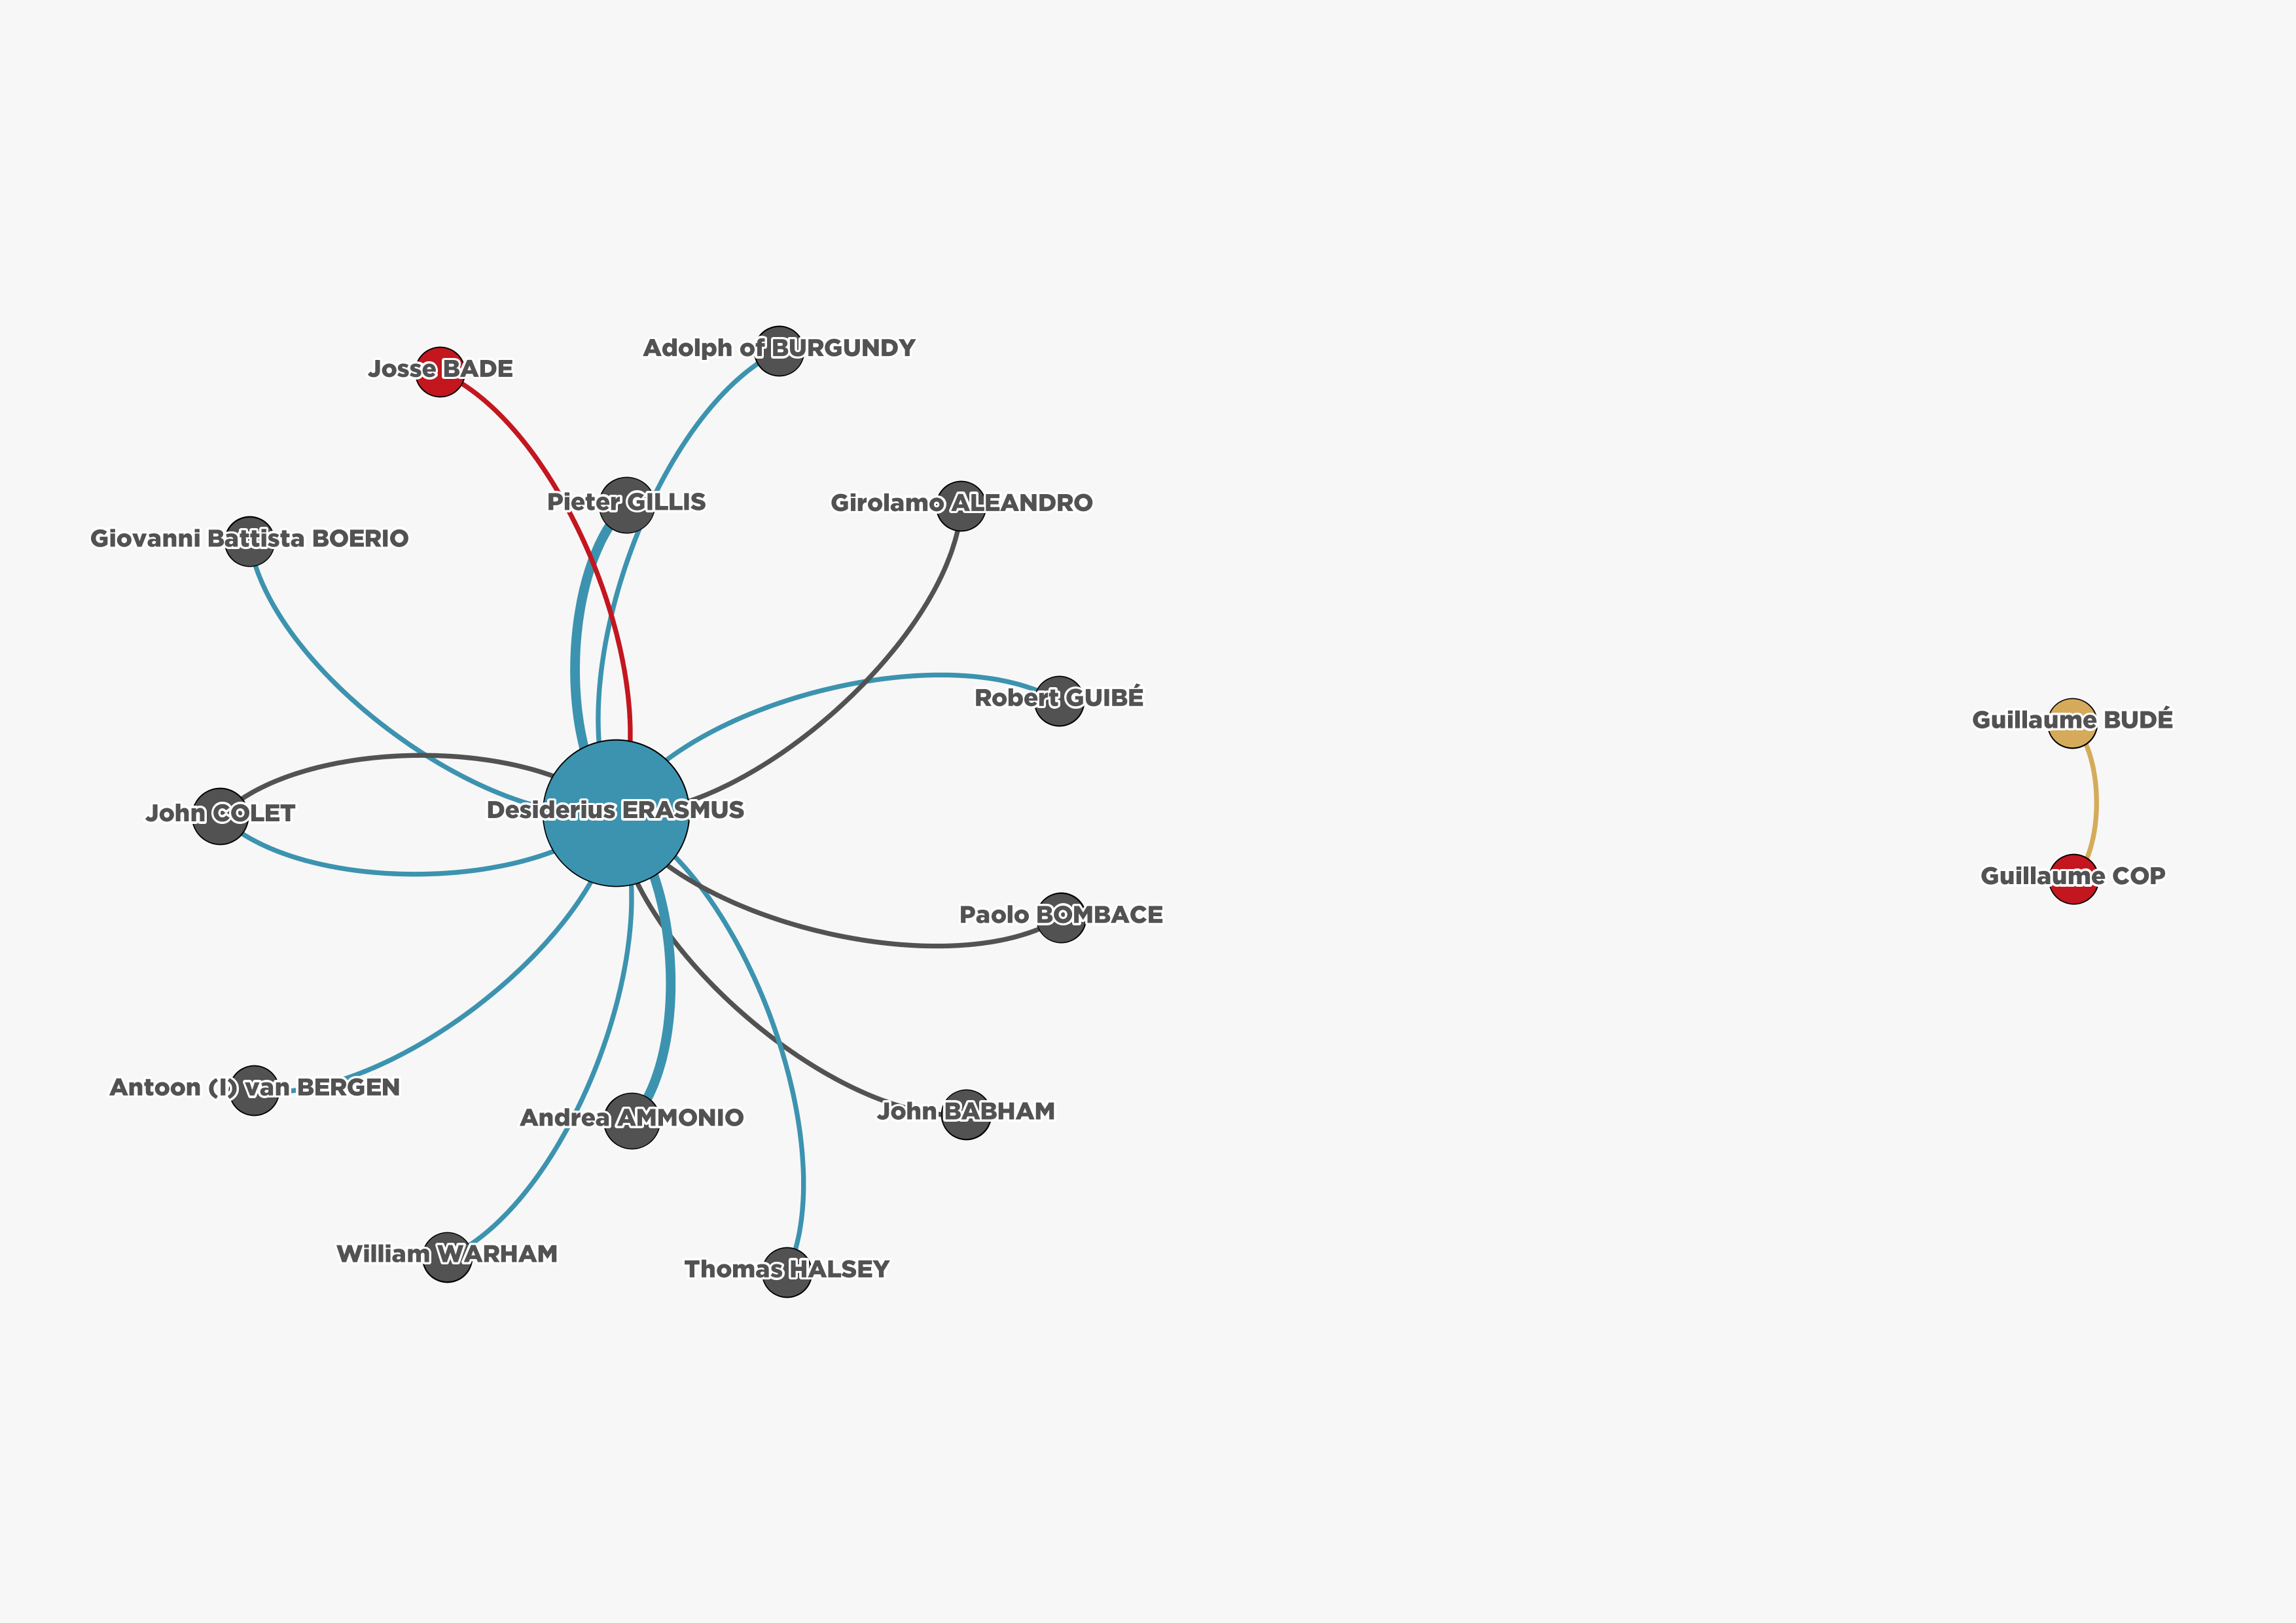 Adolph of BURGUNDY
Josse BADE
Pieter GILLIS
Girolamo ALEANDRO
Giovanni Battista BOERIO
Robert GUIBÉ
Guillaume BUDÉ
Desiderius ERASMUS
John COLET
Guillaume COP
Paolo BOMBACE
Antoon (I) van BERGEN
John BABHAM
Andrea AMMONIO
William WARHAM
Thomas HALSEY